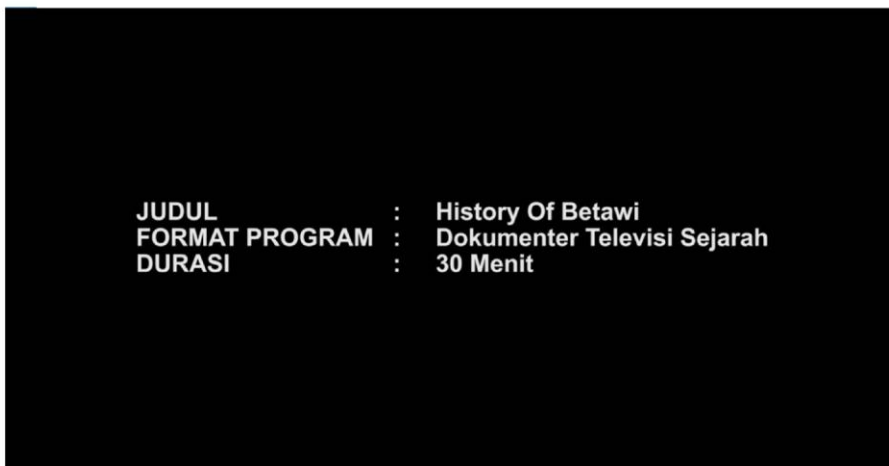 JUDUL : History Of Betawi
FORMAT PROGRAM : Dokumenter Televisi Sejarah
DURASI : 30 Menit